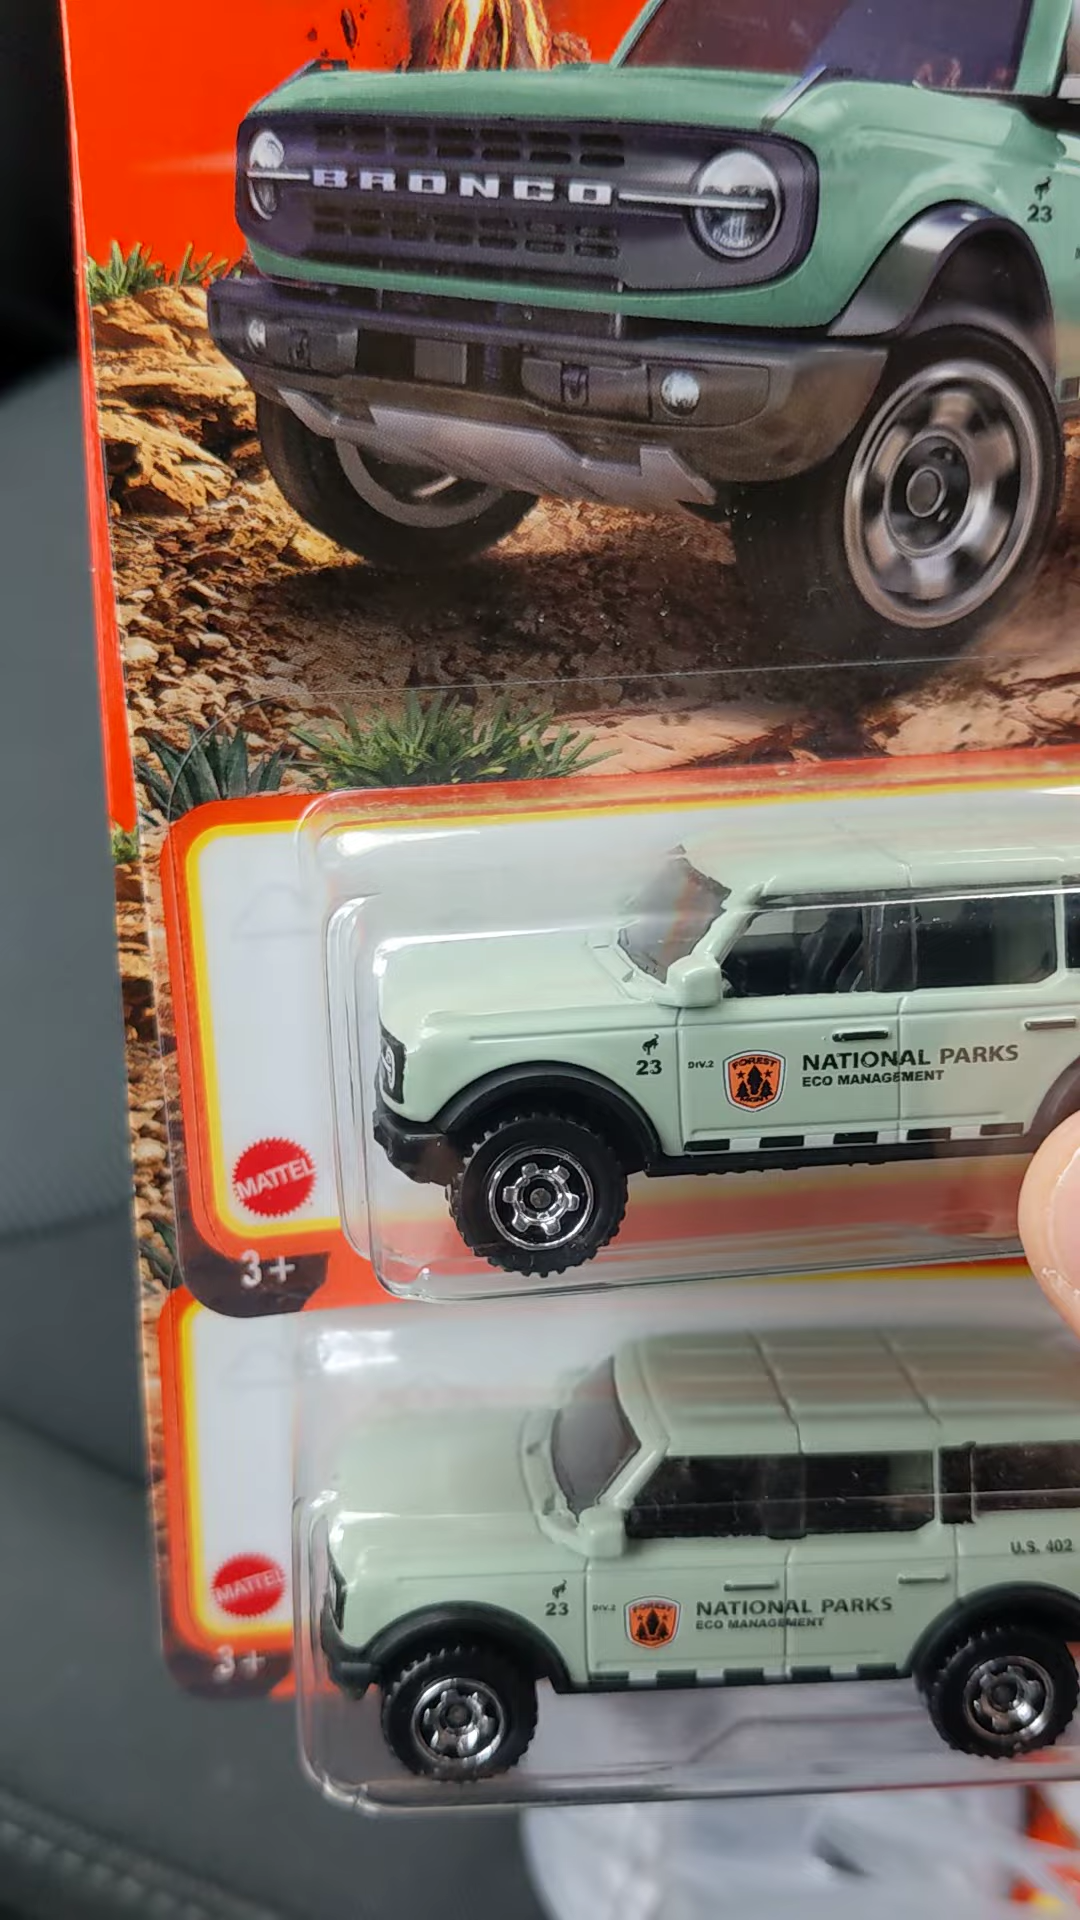 BRONCO
23
23
DIV.2
FOREST
NATIONAL PARKS
ECO MANAGEMENT
MATTEL
3+
U.S. 402
23
DIV.2
FOREST
NATIONAL PARKS
ECO MANAGEMENT
MATTEL
3+